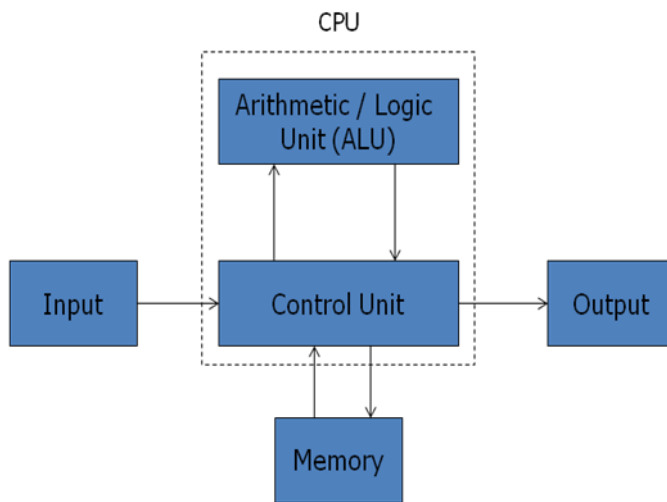 CPU
Arithmetic / Logic
Unit (ALU)
Input
Control Unit
Output
Memory